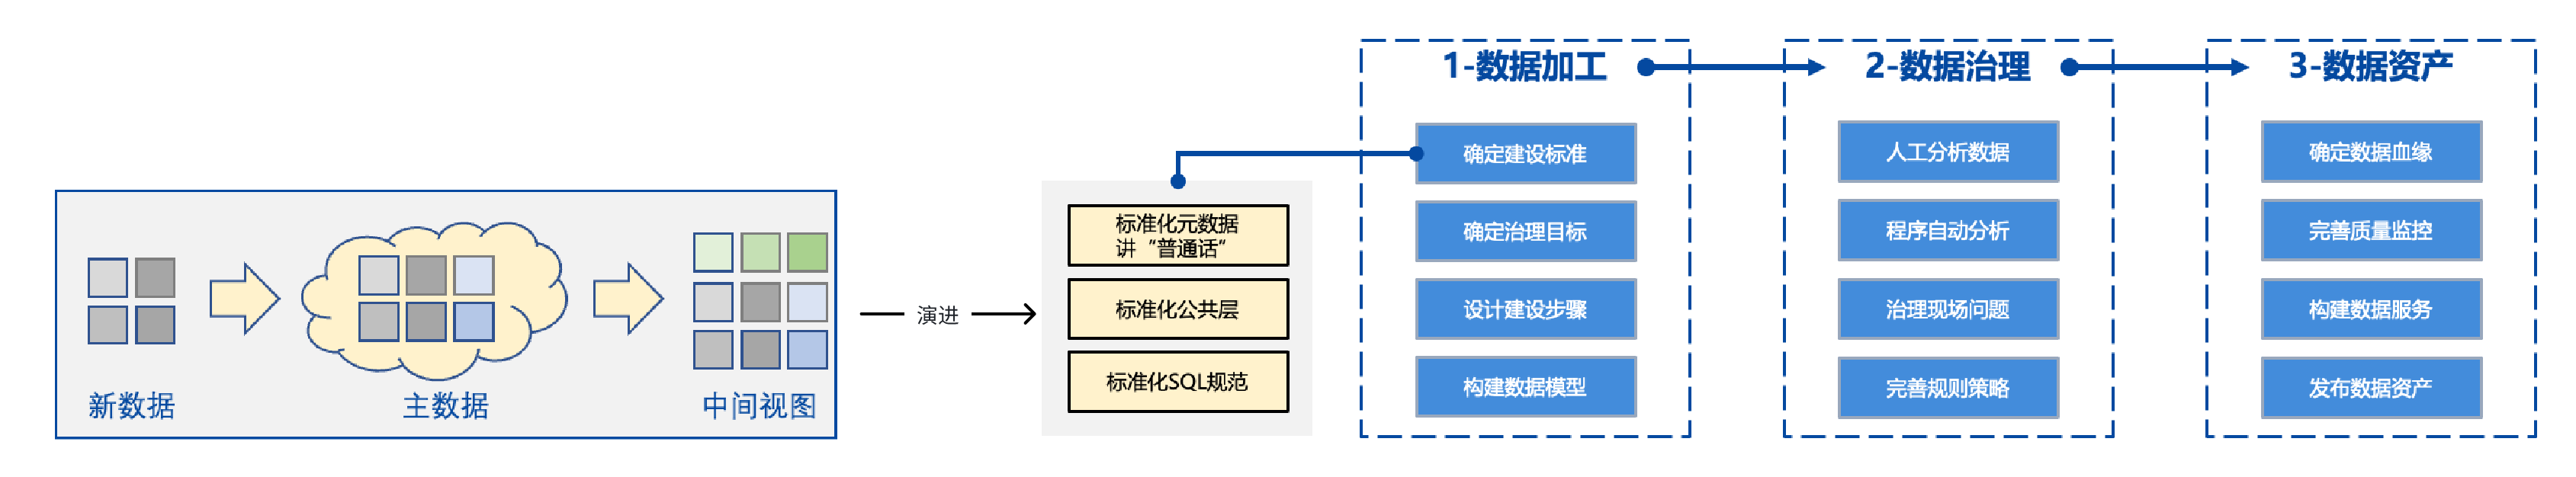 新数据
主数据
中间视图
演进
标准化元数据
讲“普通话“
标准化公共层
标准化SQL规范
1-数据加工
确定建设标准
确定治理目标
设计建设步骤
构建数据模型
2-数据治理
人工分析数据
程序自动分析
治理现场问题
完善规则策略
3-数据资产
确定数据血缘
完善质量监控
构建数据服务
发布数据资产